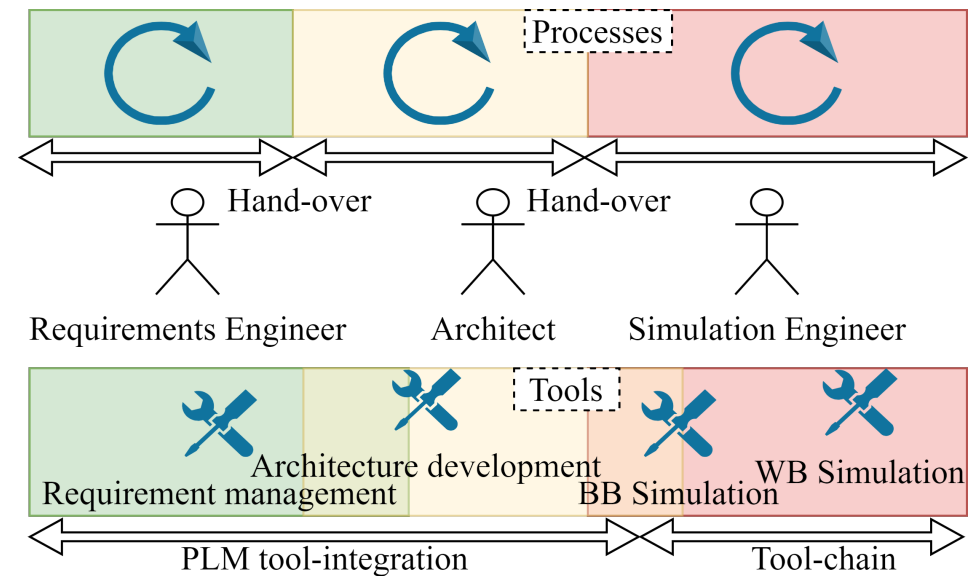 Processes
Hand-over
Hand-over
Requirements Engineer
Architect
Simulation Engineer
Tools
Architecture development
WB Simulation
Requirement management
BB Simulation
PLM tool-integration
Tool-chain